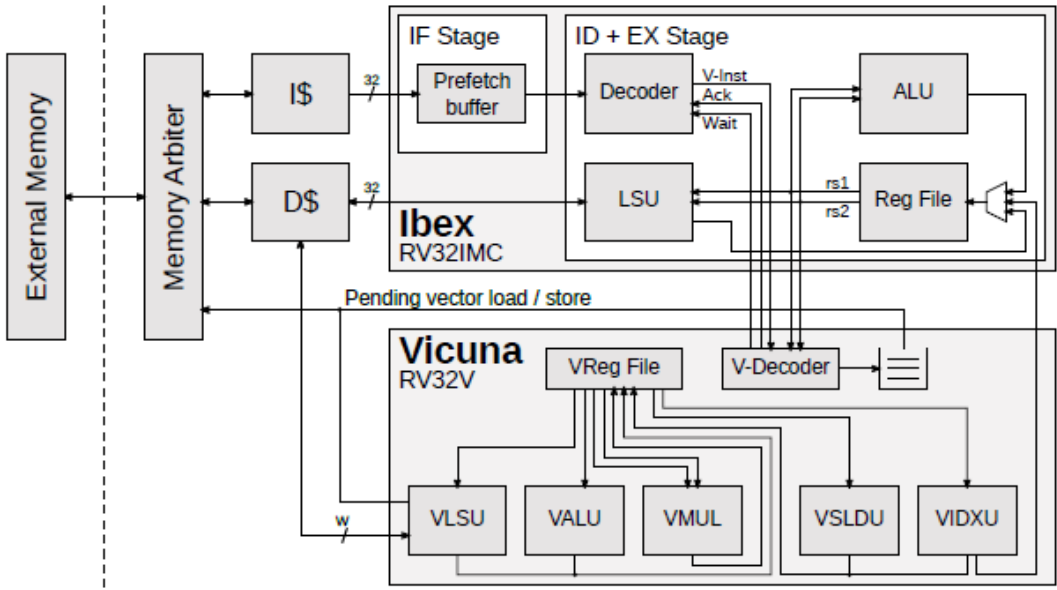 External Memory
Memory Arbiter
I$
D$
32
32
IF Stage
Prefetch
buffer
ID + EX Stage
Decoder
V-Inst
Ack
Wait
ALU
LSU
rs1
rs2
Reg File
Ibex
RV32IMC
Pending vector load / store
Vicuna
RV32V
VReg File
V-Decoder
w
VLSU
VALU
VMUL
VSLDU
VIDXU